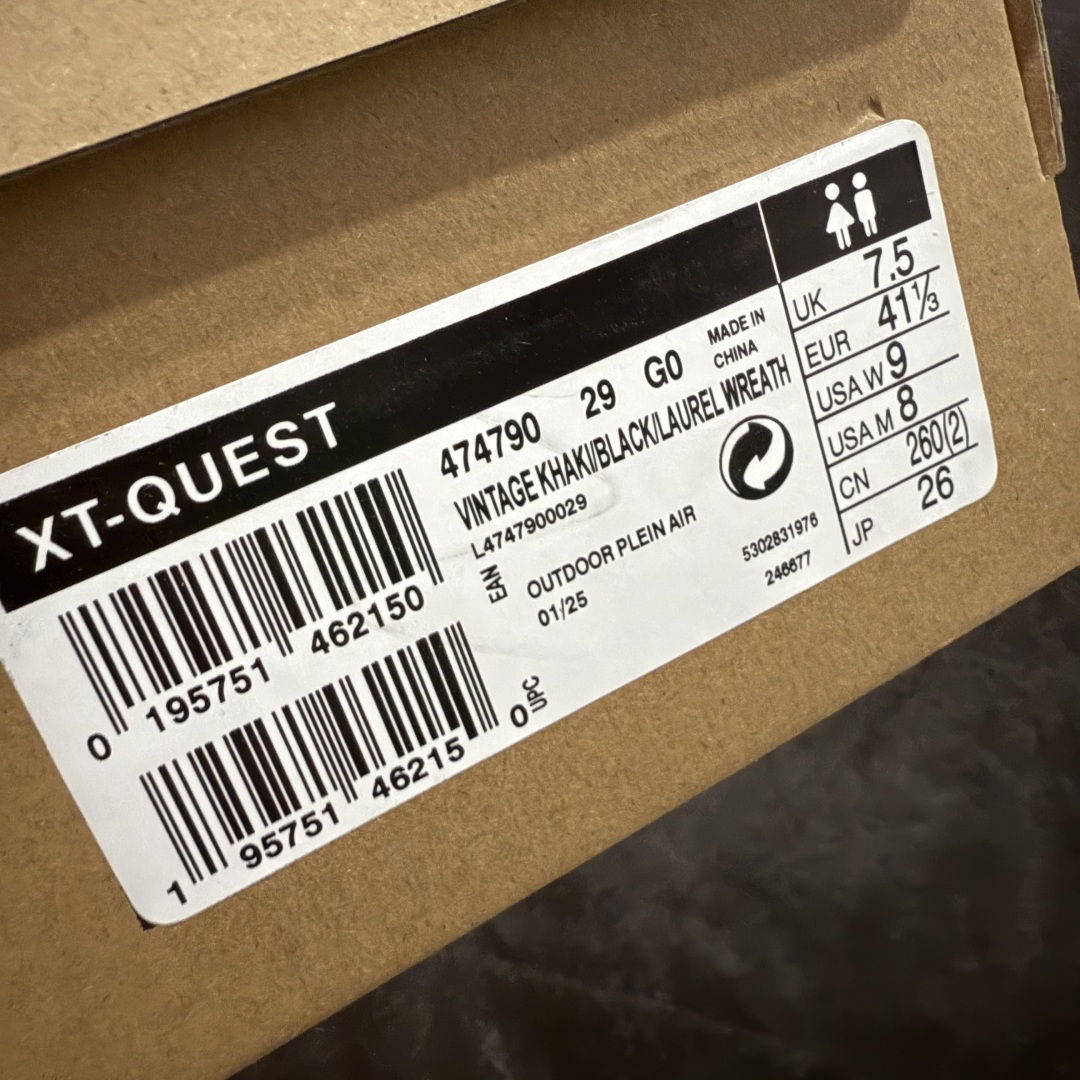 XT-QUEST
474790 29 G0
MADE IN
CHINA
VINTAGE KHAKI/BLACK/LAUREL WREATH
L4747900029
EAN
OUTDOOR PLEIN AIR
01/25
5302831976
246677
0 195751 462150
1 95751 46215 0
UPC
UK 7.5
EUR 41⅓
USA W 9
USA M 8
CN 260(2)
JP 26